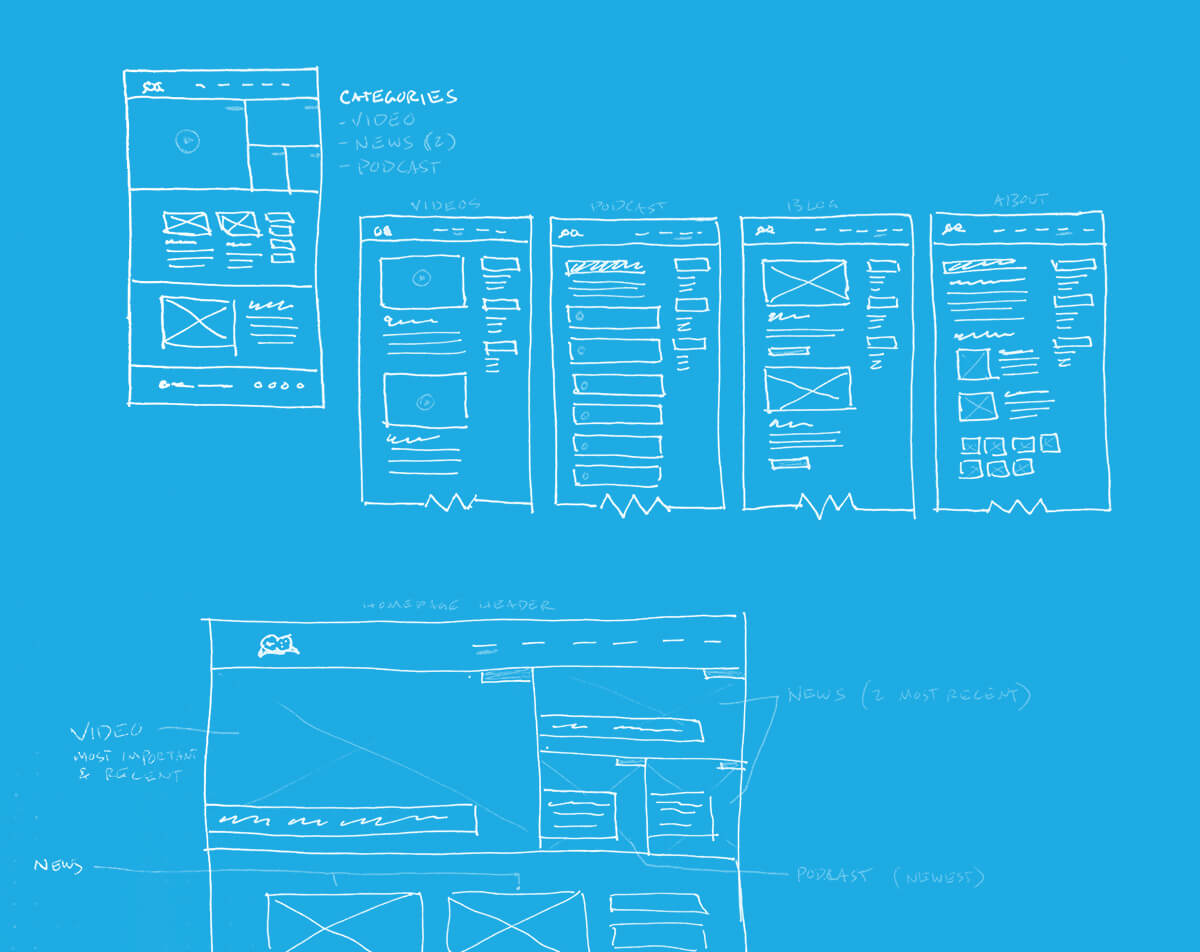 CATEGORIES
- VIDEO
- NEWS (2)
- PODCAST
VIDEOS
PODCAST
BLOG
ABOUT
HOMEPAGE HEADER
NEWS (2 MOST RECENT)
VIDEO
MOST IMPORTANT
& RECENT
NEWS
PODCAST (NEWEST)